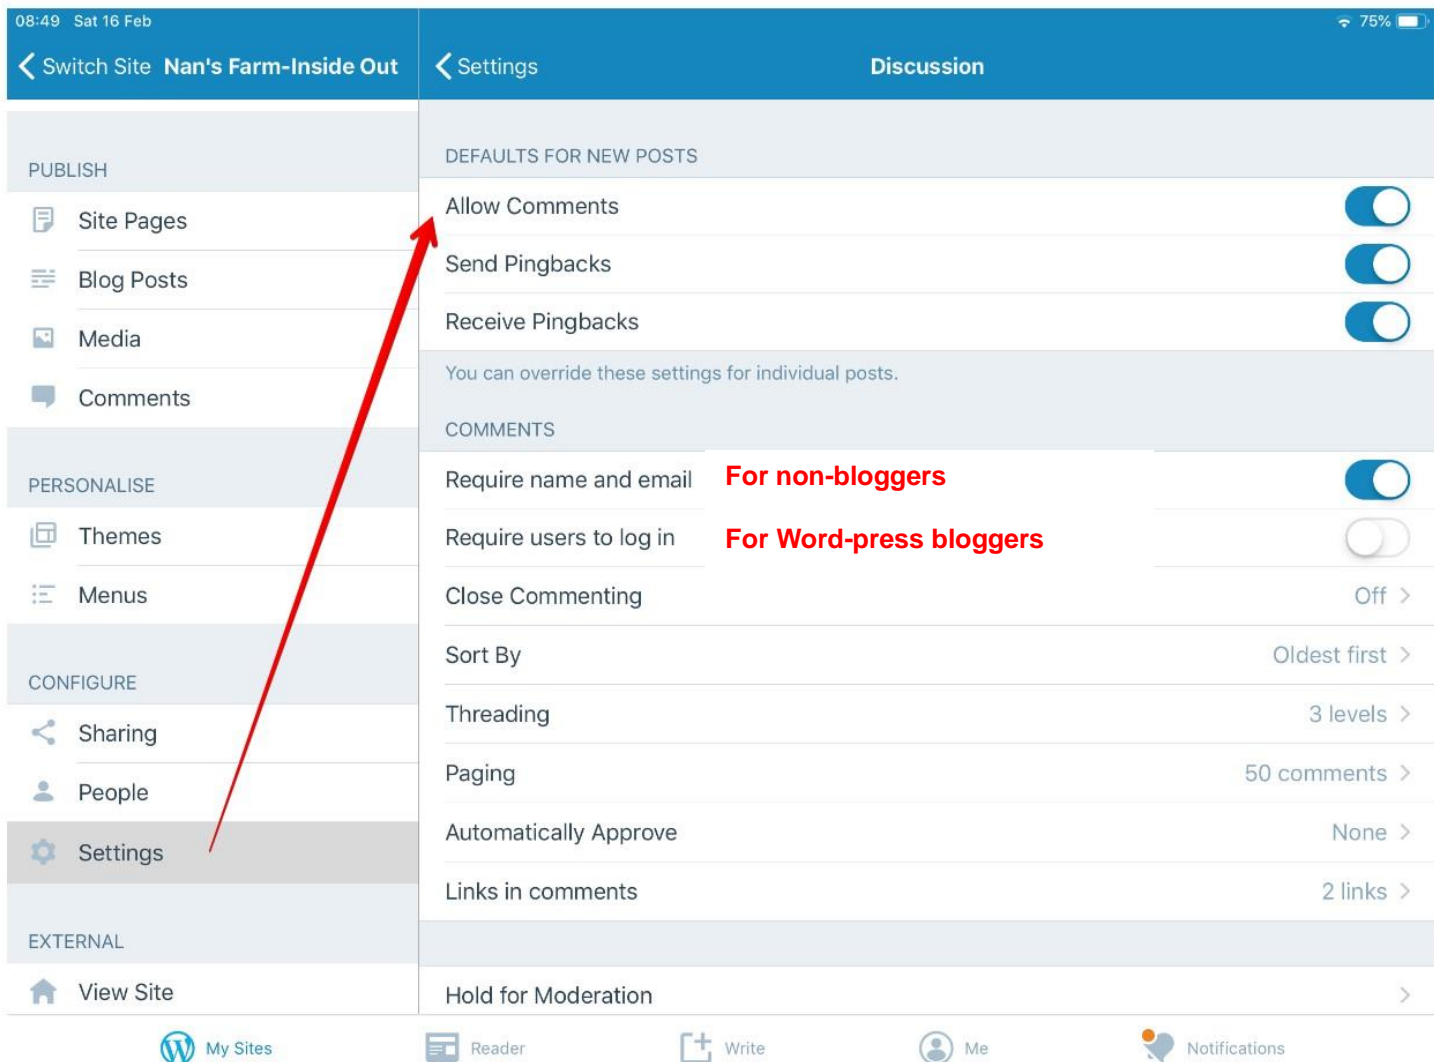 08:49 Sat 16 Feb
75%
Switch Site Nan's Farm-Inside Out
Settings
Discussion
PUBLISH
Site Pages
Blog Posts
Media
Comments
PERSONALISE
Themes
Menus
CONFIGURE
Sharing
People
Settings
EXTERNAL
View Site
DEFAULTS FOR NEW POSTS
Allow Comments
Send Pingbacks
Receive Pingbacks
You can override these settings for individual posts.
COMMENTS
Require name and email For non-bloggers
Require users to log in For Word-press bloggers
Close Commenting Off
Sort By Oldest first
Threading 3 levels
Paging 50 comments
Automatically Approve None
Links in comments 2 links
Hold for Moderation
My Sites Reader Write Me Notifications